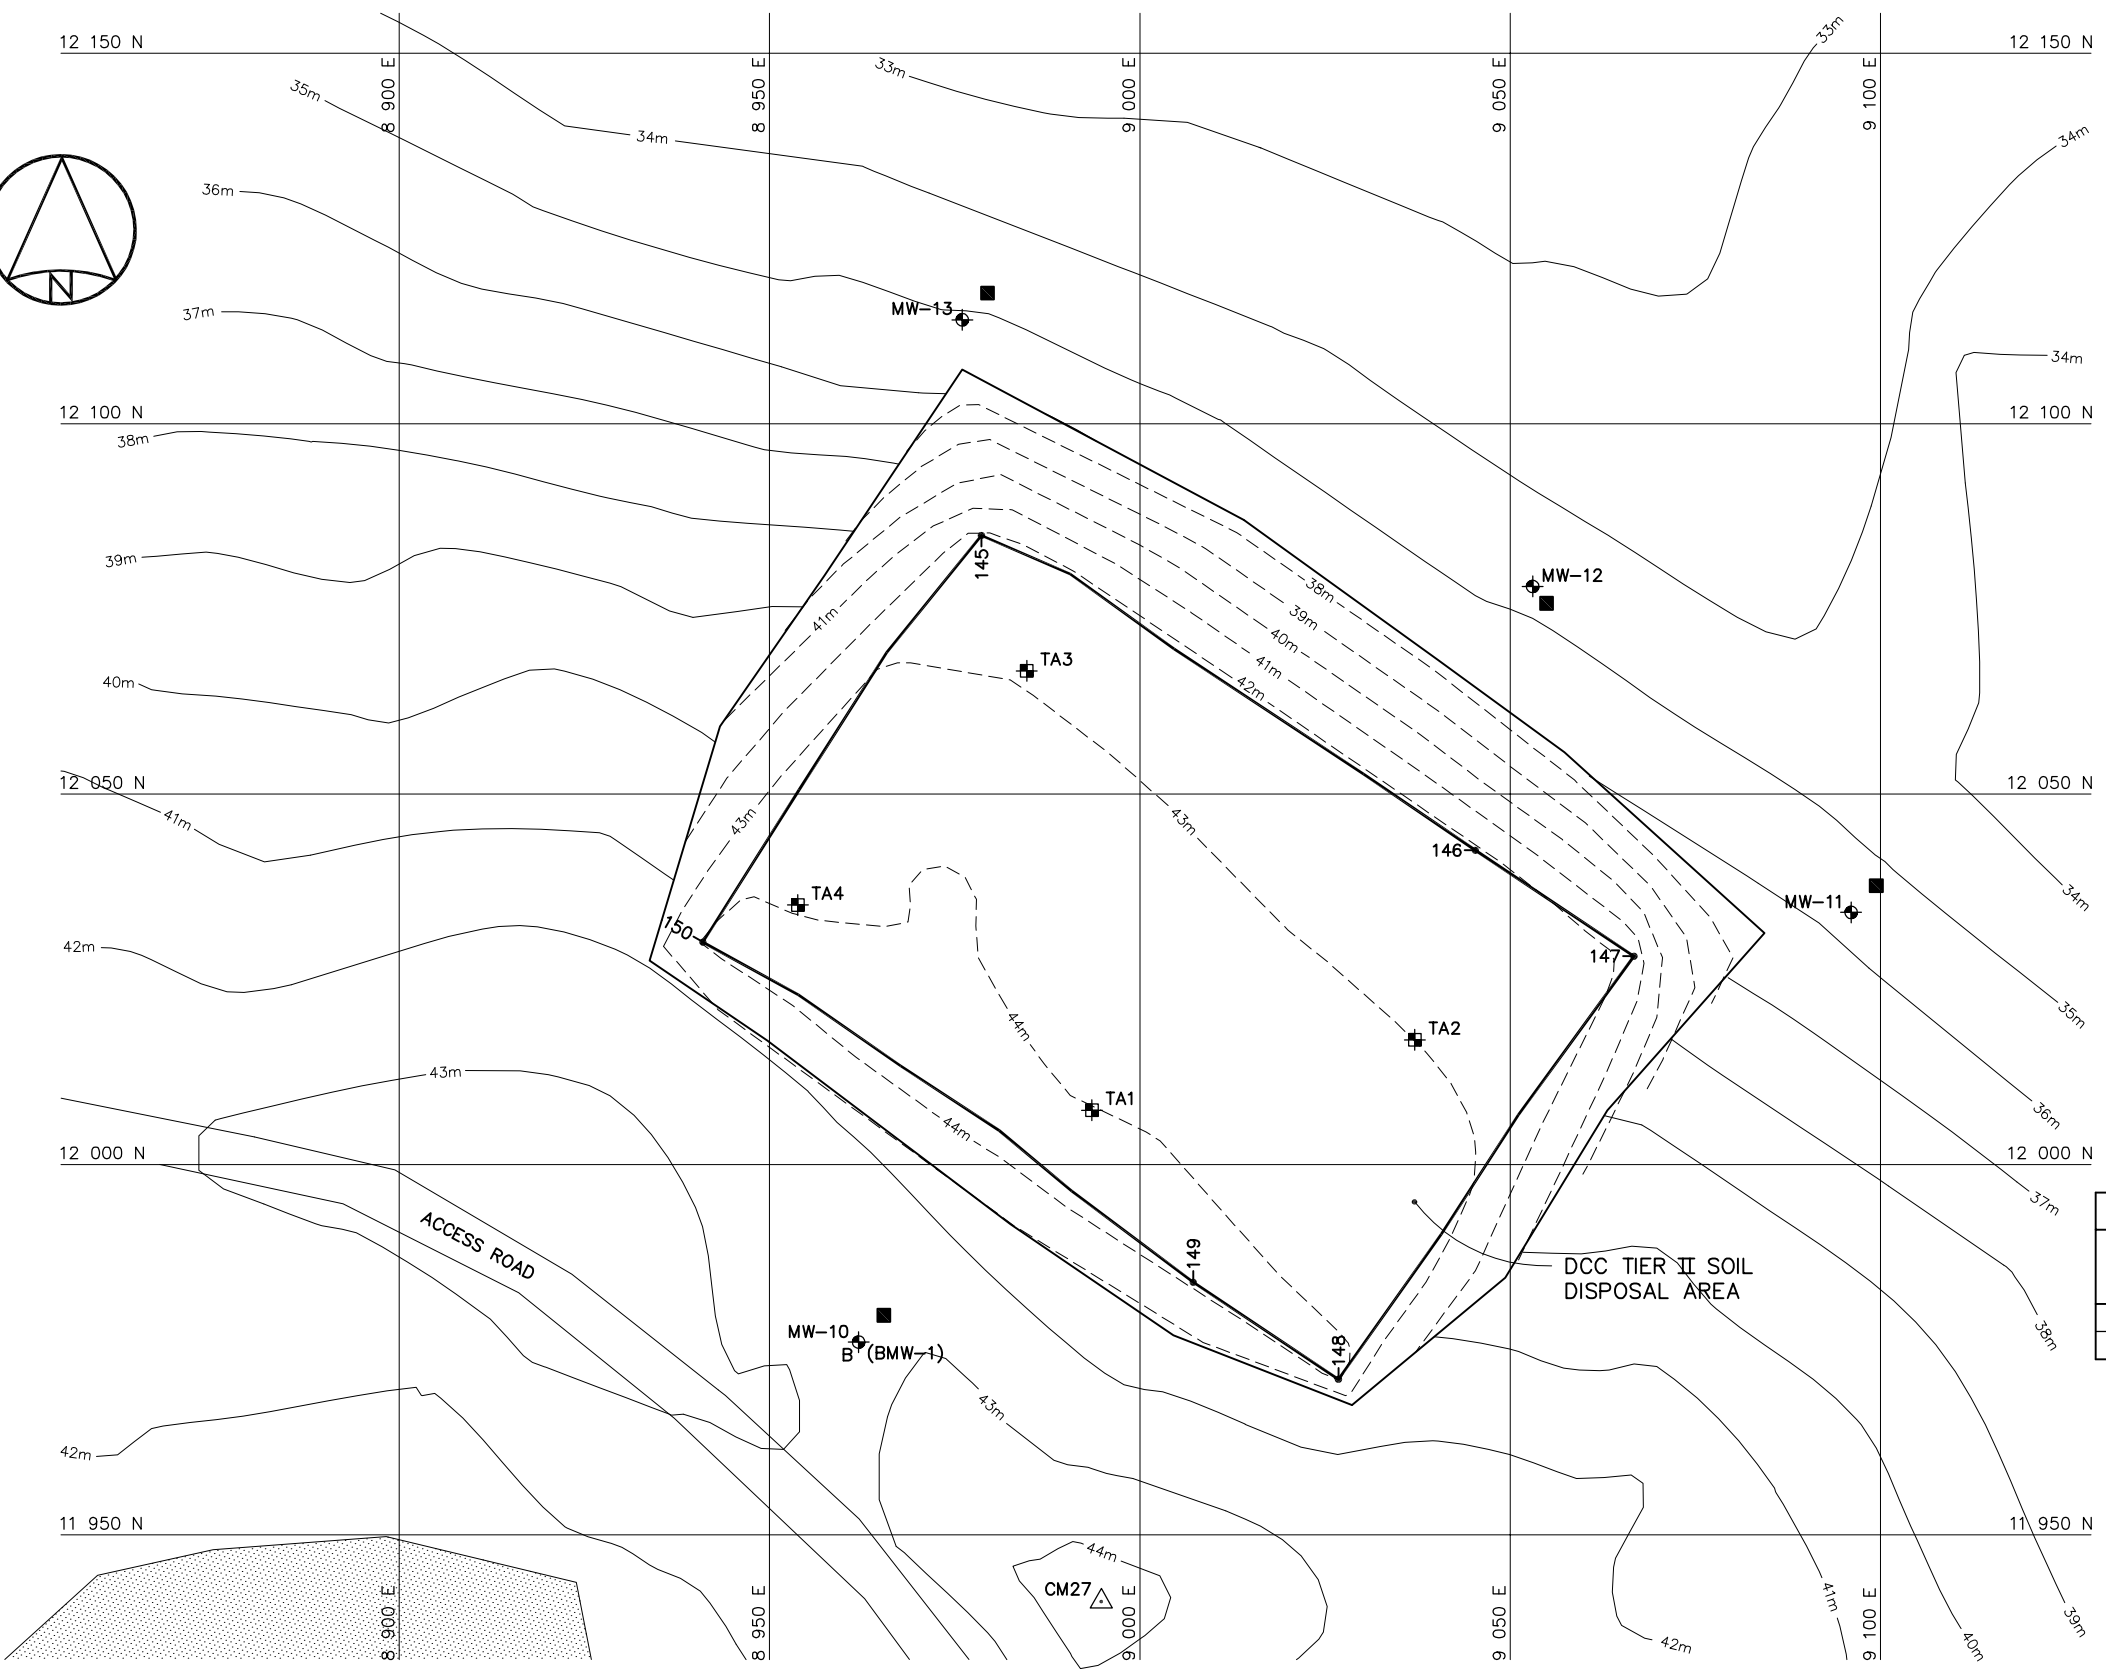 12 150 N
12 150 N
8 900 E
8 950 E
9 000 E
9 050 E
9 100 E
33m
33m
35m
34m
34m
36m
N
37m
MW-13
34m
12 100 N
12 100 N
38m
39m
145
MW-12
38m
39m
40m
41m
42m
41m
TA3
40m
12 050 N
12 050 N
41m
43m
43m
146
TA4
MW-11
34m
150
42m
147
44m
TA2
35m
43m
TA1
44m
36m
12 000 N
12 000 N
37m
ACCESS ROAD
149
DCC TIER II SOIL
DISPOSAL AREA
MW-10
B (BMW-1)
148
38m
43m
42m
11 950 N
11 950 N
44m
CM27
8 900 E
8 950 E
9 000 E
9 050 E
9 100 E
41m
39m
42m
40m